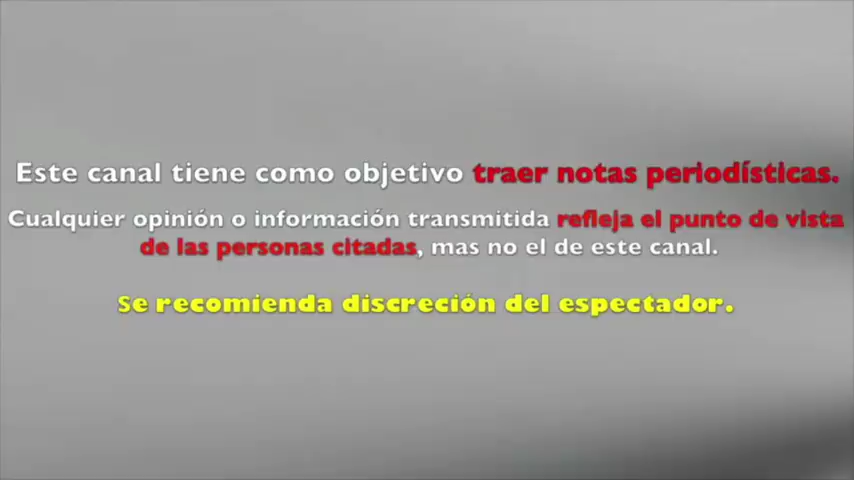 Este canal tiene como objetivo traer notas periodísticas.
Cualquier opinión o información transmitida refleja el punto de vista
de las personas citadas, mas no el de este canal.
Se recomienda discreción del espectador.